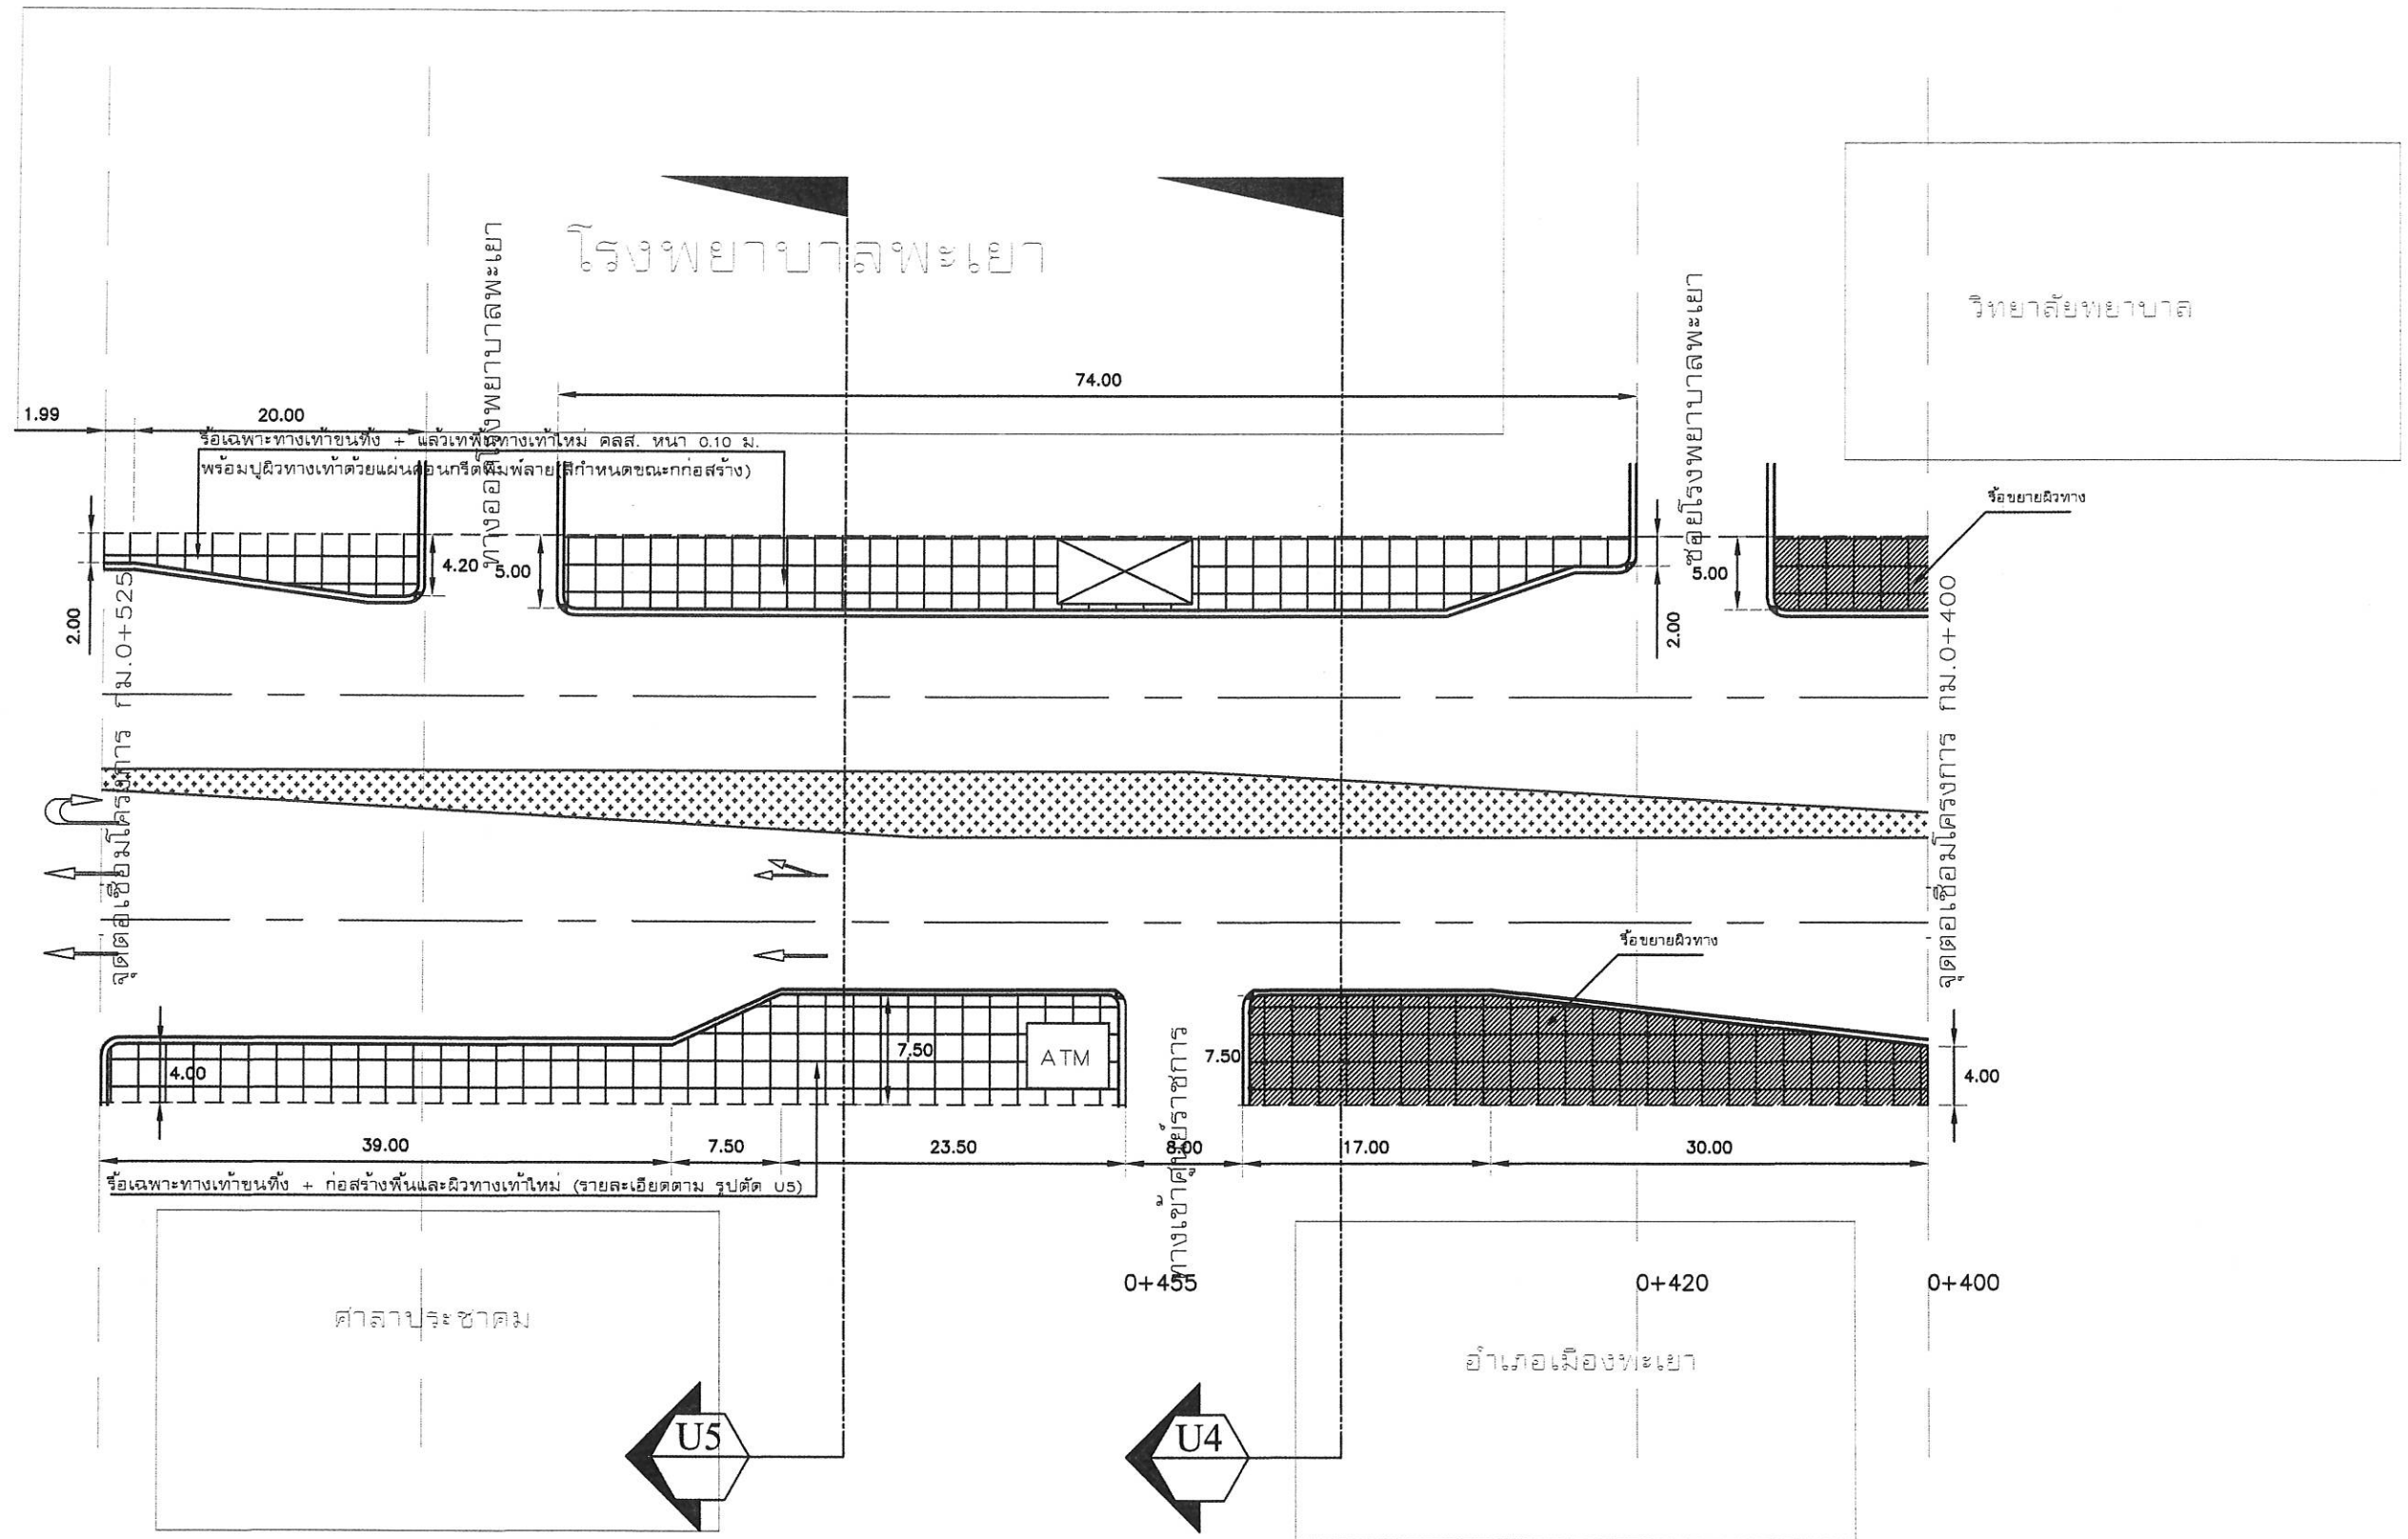 โรงพยาบาลพะเยา
วิทยาลัยพยาบาล
ทางออกโรงพยาบาลพะเยา
ซอยโรงพยาบาลพะเยา
74.00
1.99
20.00
รื้อเฉพาะทางเท้าขนทิ้ง + แล้วเทพื้นทางเท้าใหม่ คสล. หนา 0.10 ม.
พร้อมปูผิวทางเท้าด้วยแผ่นคอนกรีตพิมพ์ลาย(สีกำหนดขณะกก่อสร้าง)
รื้อขยายผิวทาง
4.20
5.00
2.00
2.00
5.00
จุดต่อเชื่อมโครงการ กม.0+525
จุดต่อเชื่อมโครงการ กม.0+400
รื้อขยายผิวทาง
4.00
7.50
ATM
7.50
4.00
39.00
7.50
23.50
8.00
17.00
30.00
รื้อเฉพาะทางเท้าขนทิ้ง + ก่อสร้างพื้นและผิวทางเท้าใหม่ (รายละเอียดตาม รูปตัด U5)
ทางเข้าศูนย์ราชการ
0+455
0+420
0+400
ศาลาประชาคม
อำเภอเมืองพะเยา
U5
U4